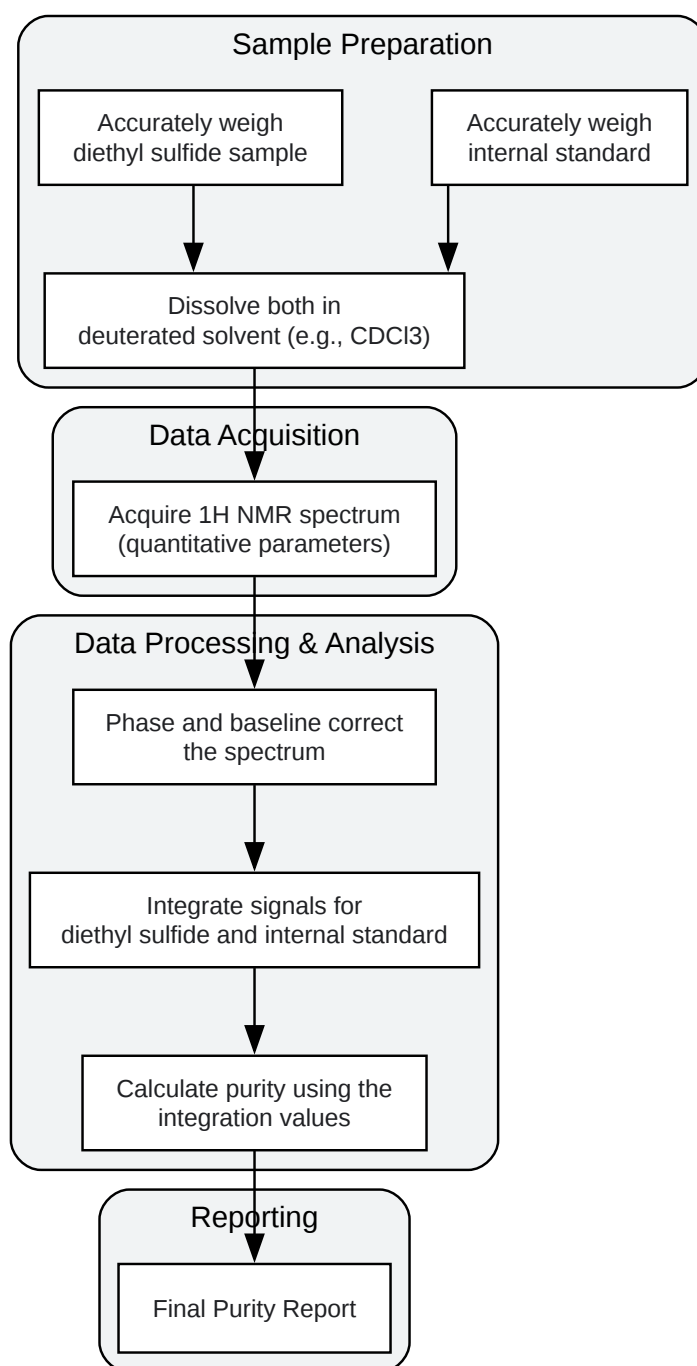 Sample Preparation
Accurately weigh
diethyl sulfide sample
Accurately weigh
internal standard
Dissolve both in
deuterated solvent (e.g., CDCl3)
Data Acquisition
Acquire 1H NMR spectrum
(quantitative parameters)
Data Processing & Analysis
Phase and baseline correct
the spectrum
Integrate signals for
diethyl sulfide and internal standard
Calculate purity using the
integration values
Reporting
Final Purity Report